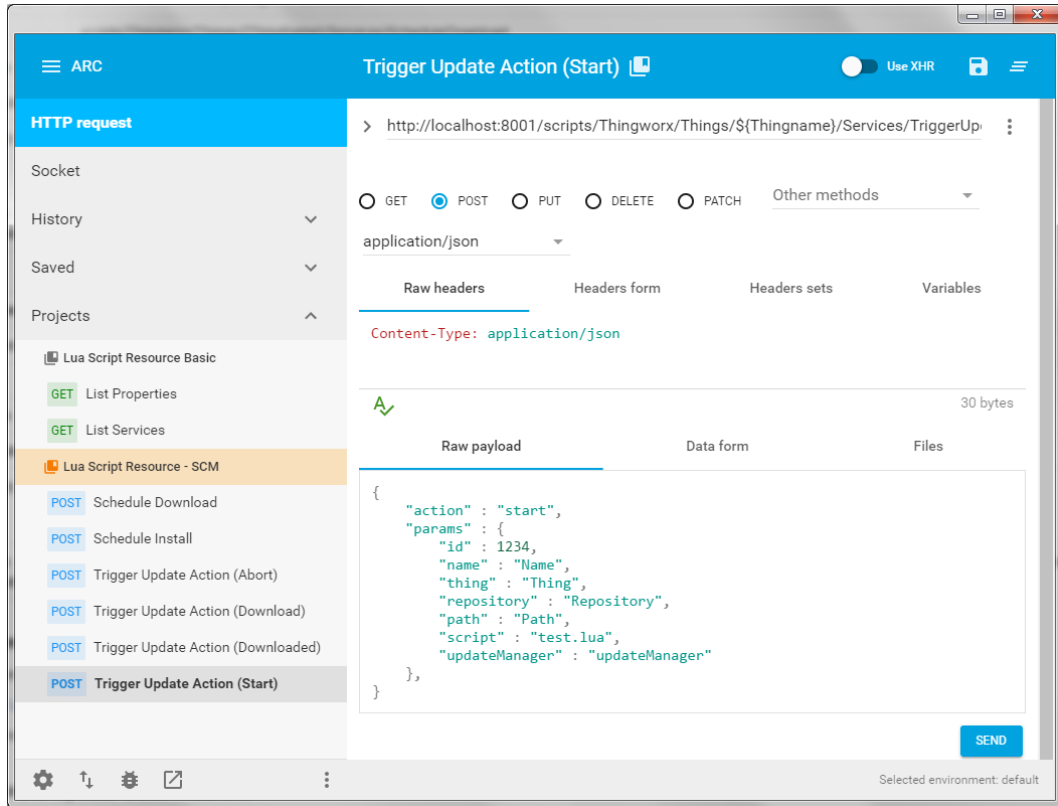 ARC
Trigger Update Action (Start)
Use XHR
HTTP request
Socket
History
Saved
Projects
Lua Script Resource Basic
GET List Properties
GET List Services
Lua Script Resource - SCM
POST Schedule Download
POST Schedule Install
POST Trigger Update Action (Abort)
POST Trigger Update Action (Download)
POST Trigger Update Action (Downloaded)
POST Trigger Update Action (Start)
http://localhost:8001/scripts/Thingworx/Things/${Thingname}/Services/TriggerUp
GET POST PUT DELETE PATCH Other methods
application/json
Raw headers Headers form Headers sets Variables
Content-Type: application/json
30 bytes
Raw payload Data form Files
{
"action" : "start",
"params" : {
"id" : 1234,
"name" : "Name",
"thing" : "Thing",
"repository" : "Repository",
"path" : "Path",
"script" : "test.lua",
"updateManager" : "updateManager"
},
}
SEND
Selected environment: default